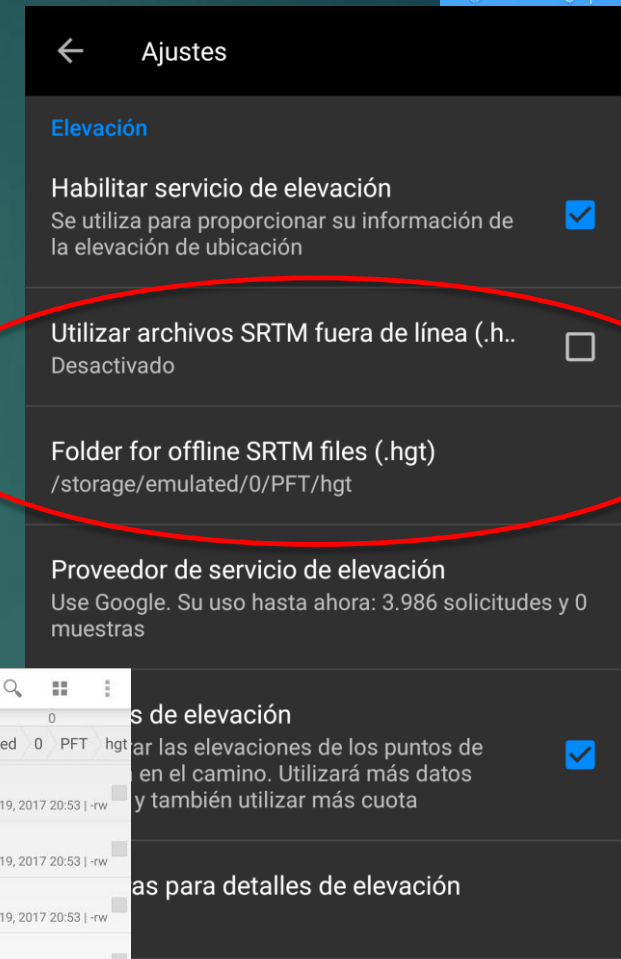 Ajustes
Elevación
Habilitar servicio de elevación
Se utiliza para proporcionar su información de
la elevación de ubicación
Utilizar archivos SRTM fuera de línea (.h..
Desactivado
Folder for offline SRTM files (.hgt)
/storage/emulated/0/PFT/hgt
Proveedor de servicio de elevación
Use Google. Su uso hasta ahora: 3.986 solicitudes y 0
muestras
s de elevación
ar las elevaciones de los puntos de
en el camino. Utilizará más datos
y también utilizar más cuota
as para detalles de elevación
0
ed 0 PFT hgt
19, 2017 20:53 | -rw
19, 2017 20:53 | -rw
19, 2017 20:53 | -rw